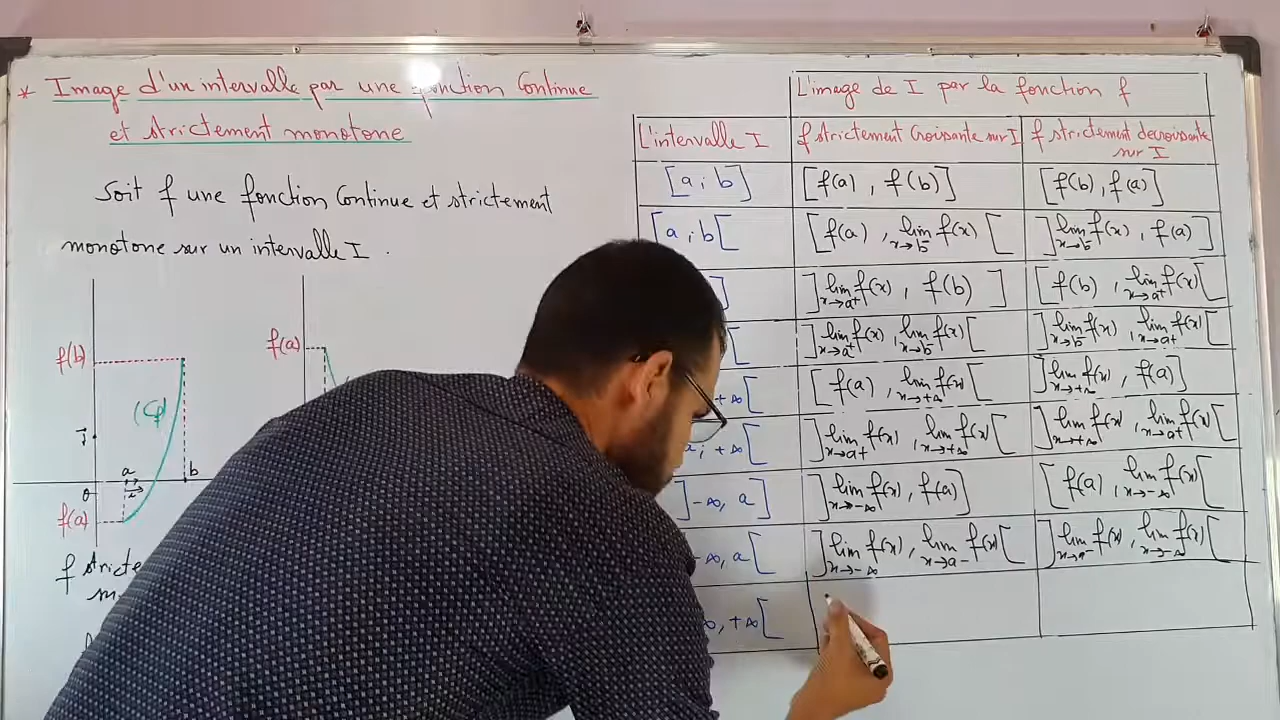 * Image d'un intervalle par une fonction Continue
et strictement monotone
Soit f une fonction Continue et strictement
monotone sur un intervalle I.
f(b)
(Cf)
j
a
b
0
i
f(a)
f(a)
f stricte
L'image de I par la fonction f
L'intervalle I
f strictement Croissante sur I
f strictement decroissante
sur I
[a ; b]
[f(a) , f(b)]
[f(b) , f(a)]
[a ; b[
[f(a) , lim x→b⁻ f(x) [
]lim x→b⁻ f(x) , f(a) ]
]
]lim x→a⁺ f(x) , f(b) ]
[f(b) , lim x→a⁺ f(x)[
[
]lim x→a⁺ f(x) , lim x→b⁻ f(x)[
]lim x→b⁻ f(x) , lim x→a⁺ f(x) [
+∞[
[f(a) , lim x→+∞ f(x)[
]lim x→+∞ f(x) , f(a)]
a ; +∞[
]lim x→a⁺ f(x) , lim x→+∞ f(x)[
]lim x→+∞ f(x) , lim x→a⁺ f(x)[
]-∞, a]
]lim x→-∞ f(x) , f(a)]
[f(a) , lim x→-∞ f(x)[
-∞, a[
]lim x→-∞ f(x) , lim x→a- f(x)[
]lim x→a⁻ f(x) , lim x→-∞ f(x)[
∞, +∞[